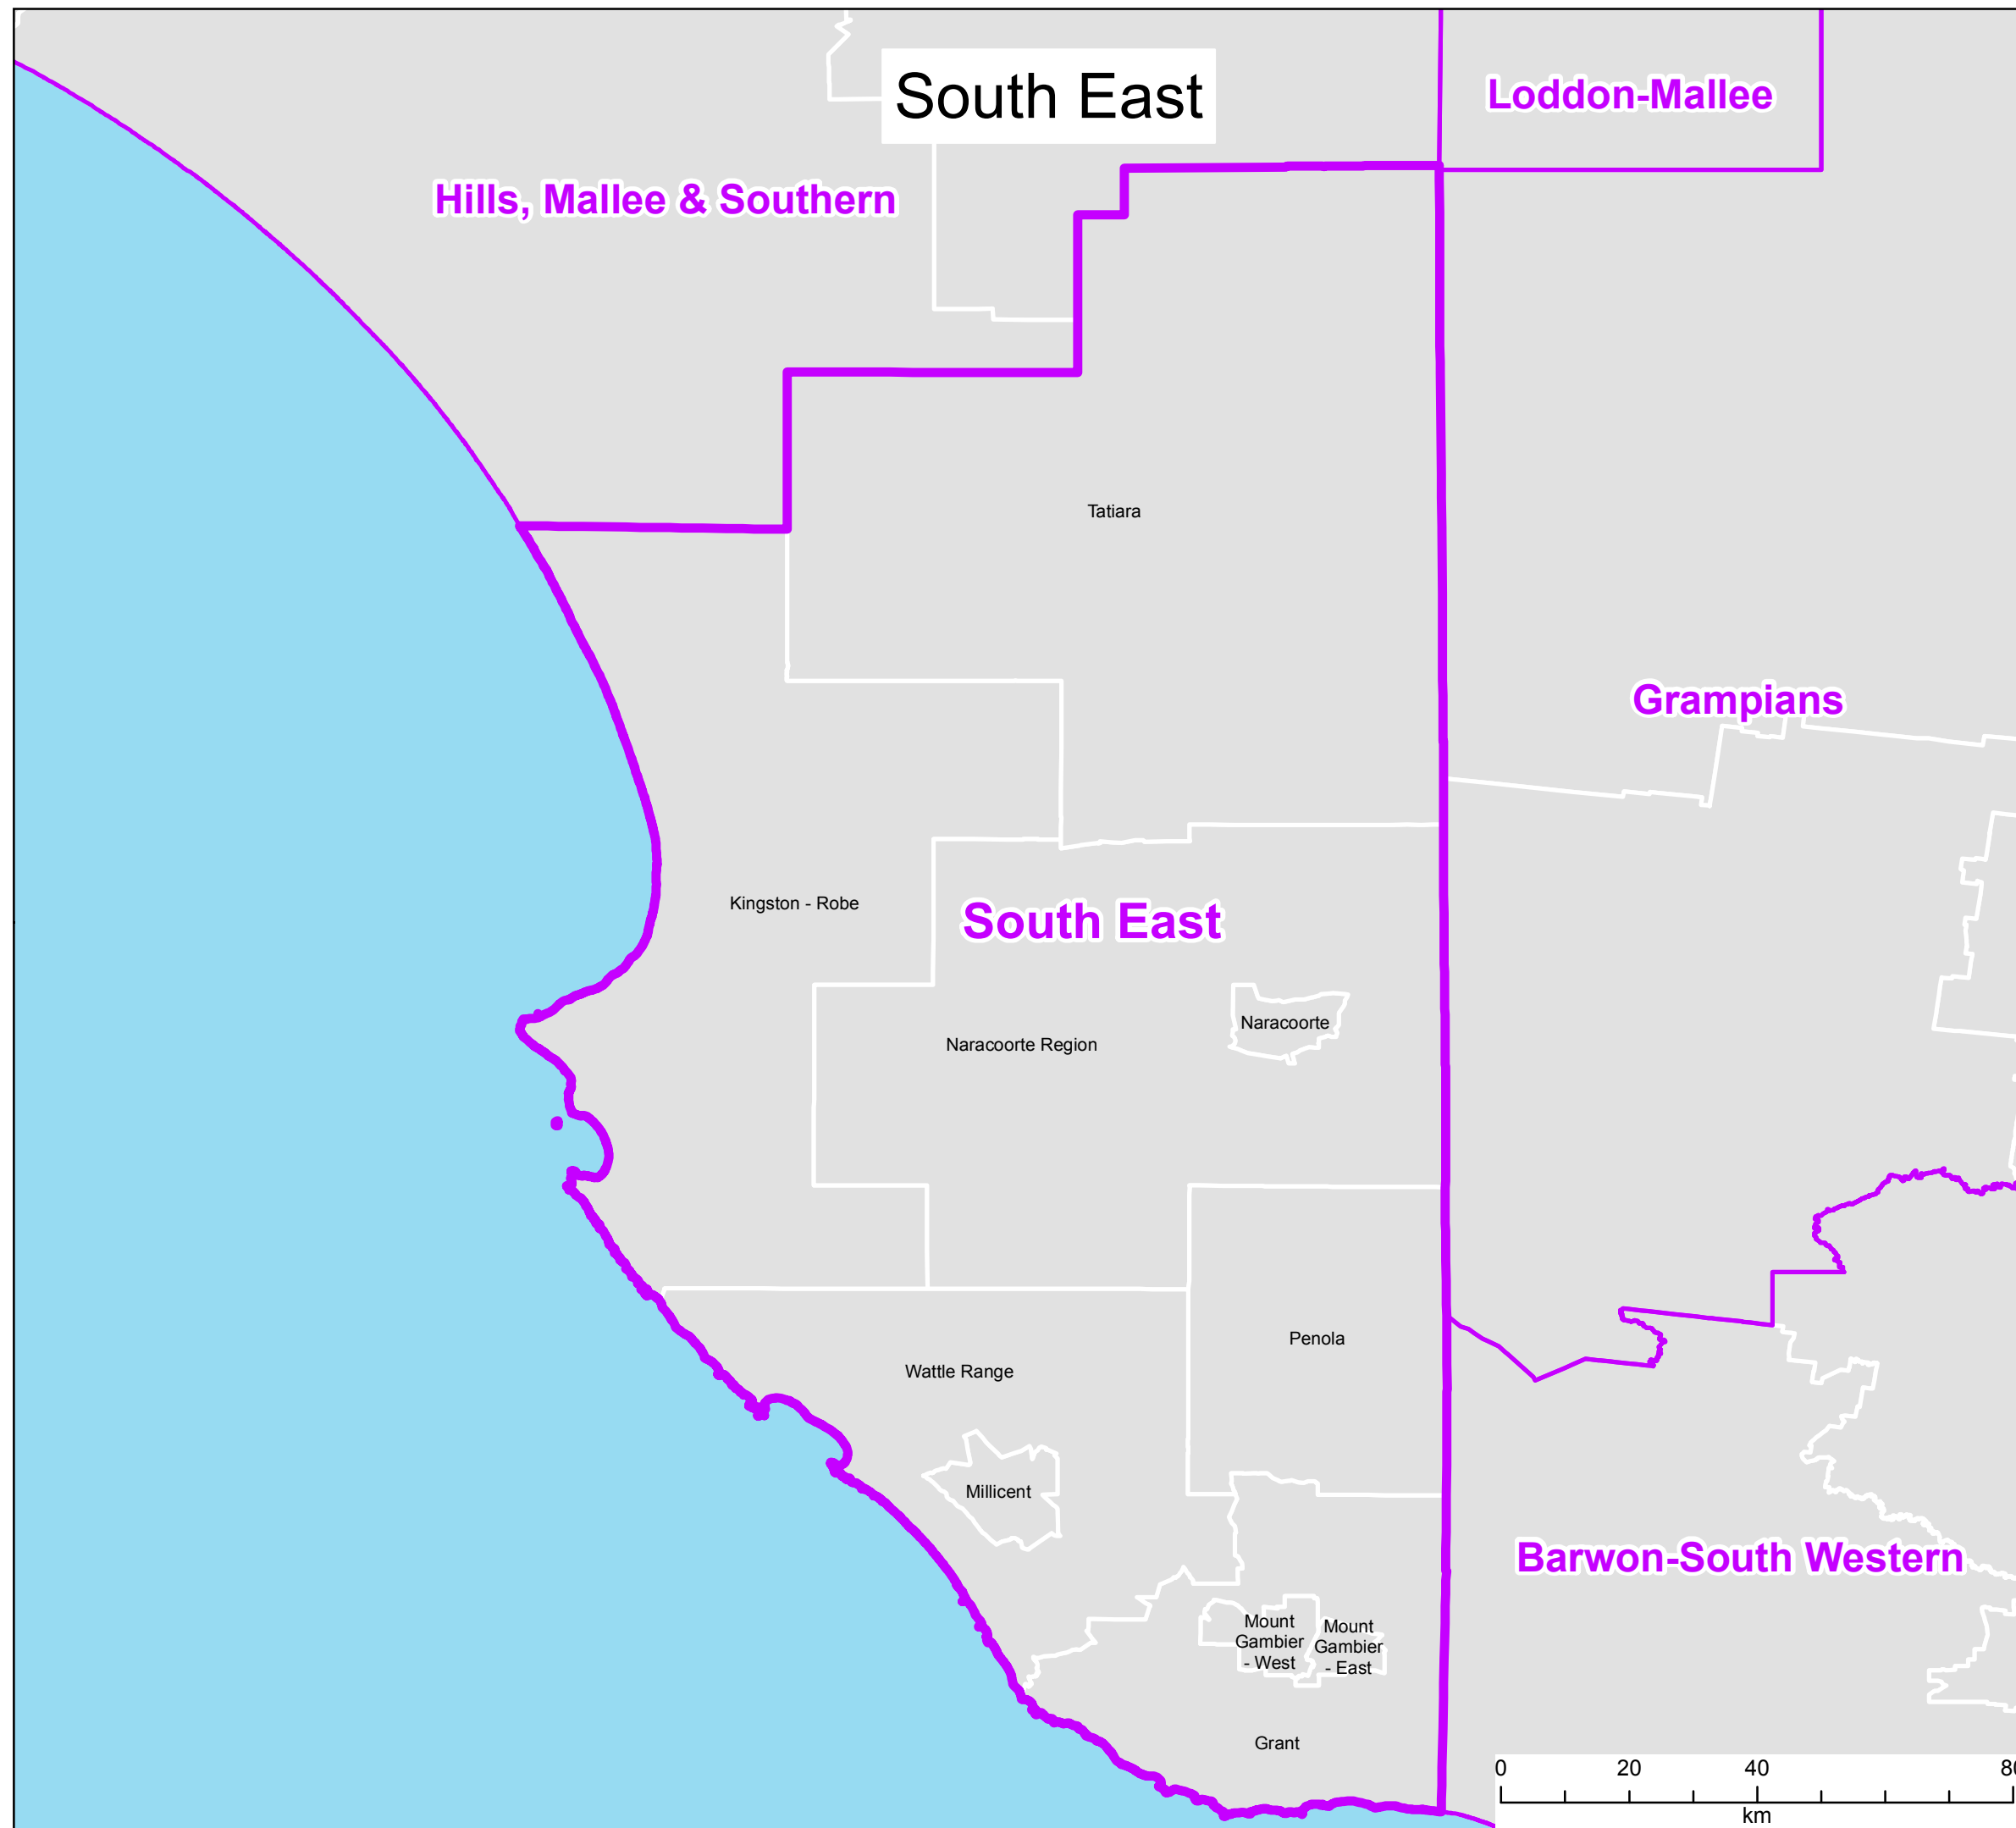 South East
Loddon-Mallee
Hills, Mallee & Southern
Tatiara
Grampians
Kingston - Robe
South East
Naracoorte
Naracoorte Region
Penola
Wattle Range
Millicent
Barwon-South Western
Mount
Gambier
- West
Mount
Gambier
- East
Grant
0 20 40
km